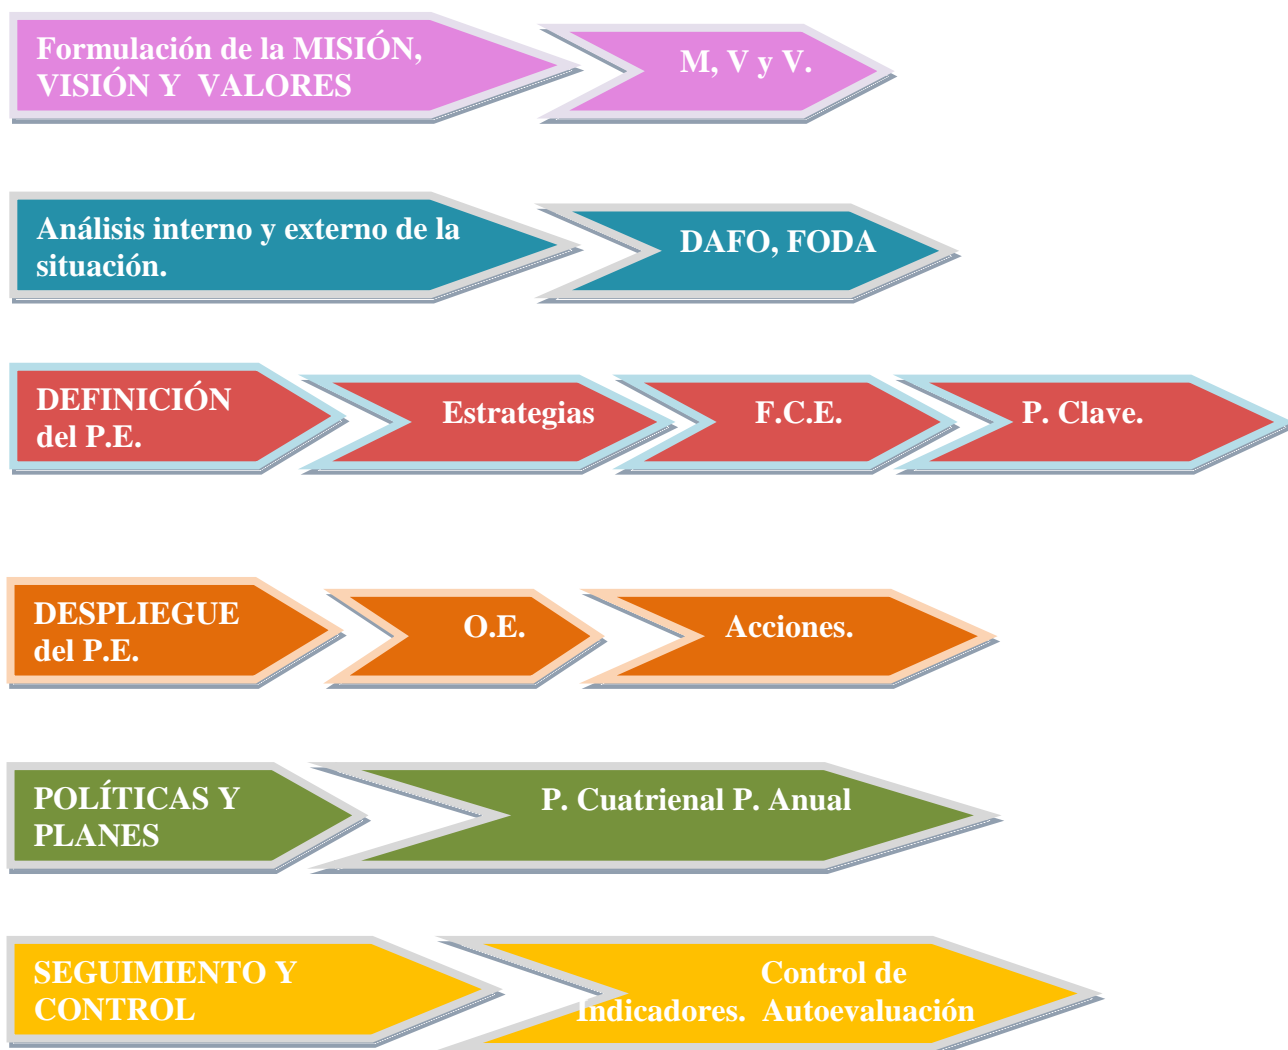 Formulación de la MISIÓN,
VISIÓN Y  VALORES
M, V y V.
Análisis interno y externo de la
situación.
DAFO, FODA
DEFINICIÓN
del P.E.
Estrategias
F.C.E.
P. Clave.
DESPLIEGUE
del P.E.
O.E.
Acciones.
POLÍTICAS Y
PLANES
P. Cuatrienal P. Anual
SEGUIMIENTO Y
CONTROL
Control de
Indicadores.  Autoevaluación